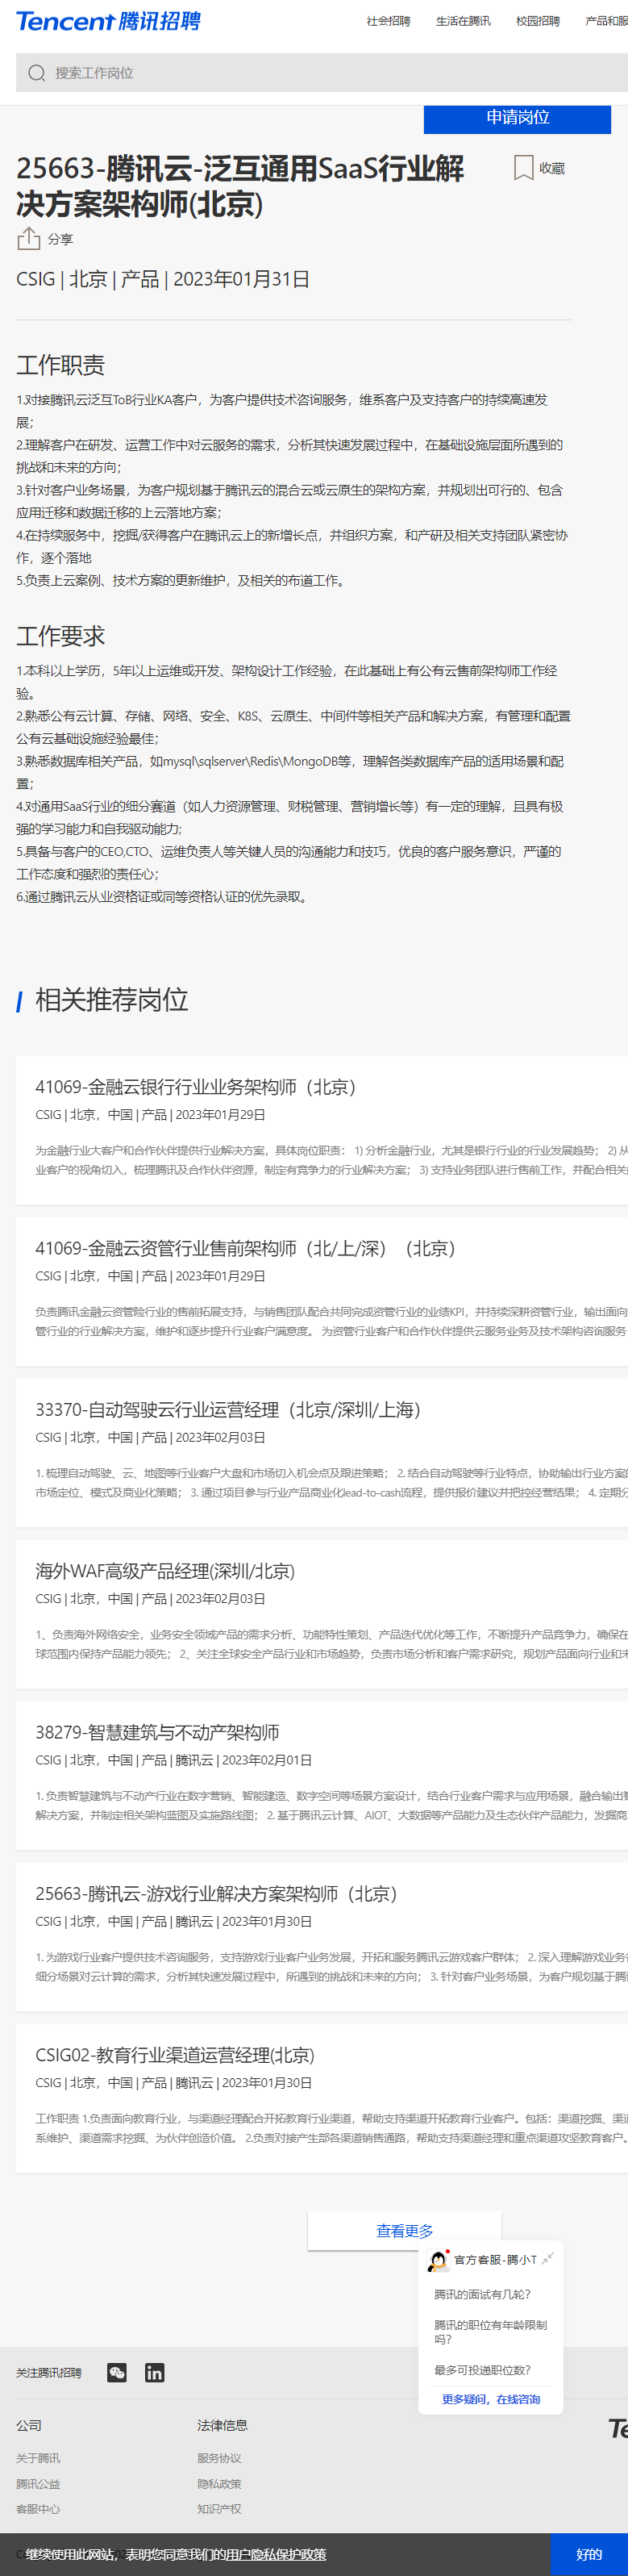 Tencent 腾讯招聘
社会招聘 生活在腾讯 校园招聘 产品和服
搜索工作岗位
申请岗位
25663-腾讯云-泛互通用SaaS行业解
决方案架构师(北京)
收藏
分享
CSIG | 北京 | 产品 | 2023年01月31日
工作职责
1.对接腾讯云泛互ToB行业KA客户，为客户提供技术咨询服务，维系客户及支持客户的持续高速发
展；
2.理解客户在研发、运营工作中对云服务的需求，分析其快速发展过程中，在基础设施层面所遇到的
挑战和未来的方向；
3.针对客户业务场景，为客户规划基于腾讯云的混合云或云原生的架构方案，并规划出可行的、包含
应用迁移和数据迁移的上云落地方案；
4.在持续服务中，挖掘/获得客户在腾讯云上的新增长点，并组织方案，和产研及相关支持团队紧密协
作，逐个落地
5.负责上云案例、技术方案的更新维护，及相关的布道工作。
工作要求
1.本科以上学历，5年以上运维或开发、架构设计工作经验，在此基础上有公有云售前架构师工作经
验。
2.熟悉公有云计算、存储、网络、安全、K8S、云原生、中间件等相关产品和解决方案，有管理和配置
公有云基础设施经验最佳；
3.熟悉数据库相关产品，如mysql\sqlserver\Redis\MongoDB等，理解各类数据库产品的适用场景和配
置；
4.对通用SaaS行业的细分赛道（如人力资源管理、财税管理、营销增长等）有一定的理解，且具有极
强的学习能力和自我驱动能力;
5.具备与客户的CEO,CTO、运维负责人等关键人员的沟通能力和技巧，优良的客户服务意识，严谨的
工作态度和强烈的责任心；
6.通过腾讯云从业资格证或同等资格认证的优先录取。
相关推荐岗位
41069-金融云银行行业业务架构师（北京）
CSIG | 北京，中国 | 产品 | 2023年01月29日
为金融行业大客户和合作伙伴提供行业解决方案，具体岗位职责： 1) 分析金融行业，尤其是银行行业的行业发展趋势； 2) 从
业客户的视角切入，梳理腾讯及合作伙伴资源，制定有竞争力的行业解决方案； 3) 支持业务团队进行售前工作，并配合相关
41069-金融云资管行业售前架构师（北/上/深）（北京）
CSIG | 北京，中国 | 产品 | 2023年01月29日
负责腾讯金融云资管险行业的售前拓展支持，与销售团队配合共同完成资管行业的业绩KPI，并持续深耕资管行业，输出面向
管行业的行业解决方案，维护和逐步提升行业客户满意度。 为资管行业客户和合作伙伴提供云服务业务及技术架构咨询服务
33370-自动驾驶云行业运营经理（北京/深圳/上海）
CSIG | 北京，中国 | 产品 | 2023年02月03日
1. 梳理自动驾驶、云、地图等行业客户大盘和市场切入机会点及跟进策略； 2. 结合自动驾驶等行业特点，协助输出行业方案
市场定位、模式及商业化策略； 3. 通过项目参与行业产品商业化lead-to-cash流程，提供报价建议并把控经营结果； 4. 定期分
海外WAF高级产品经理(深圳/北京)
CSIG | 北京，中国 | 产品 | 2023年02月03日
1、负责海外网络安全，业务安全领域产品的需求分析、功能特性策划、产品迭代优化等工作，不断提升产品竞争力，确保在
球范围内保持产品能力领先； 2、关注全球安全产品行业和市场趋势，负责市场分析和客户需求研究，规划产品面向行业和未
38279-智慧建筑与不动产架构师
CSIG | 北京，中国 | 产品 | 腾讯云 | 2023年02月01日
1. 负责智慧建筑与不动产行业在数字营销、智能建造、数字空间等场景方案设计，结合行业客户需求与应用场景，融合输出智
解决方案，并制定相关架构蓝图及实施路线图； 2. 基于腾讯云计算、AIOT、大数据等产品能力及生态伙伴产品能力，发掘商
25663-腾讯云-游戏行业解决方案架构师（北京）
CSIG | 北京，中国 | 产品 | 腾讯云 | 2023年01月30日
1. 为游戏行业客户提供技术咨询服务，支持游戏行业客户业务发展，开拓和服务腾讯云游戏客户群体； 2. 深入理解游戏业务
细分场景对云计算的需求，分析其快速发展过程中，所遇到的挑战和未来的方向； 3. 针对客户业务场景，为客户规划基于腾
CSIG02-教育行业渠道运营经理(北京)
CSIG | 北京，中国 | 产品 | 腾讯云 | 2023年01月30日
工作职责 1.负责面向教育行业，与渠道经理配合开拓教育行业渠道，帮助支持渠道开拓教育行业客户。包括：渠道挖掘、渠道
系维护、渠道需求挖掘、为伙伴创造价值。 2.负责对接产生部各渠道销售通路，帮助支持渠道经理和重点渠道攻坚教育客户。
查看更多
官方客服-腾小T
腾讯的面试有几轮？
腾讯的职位有年龄限制
吗？
最多可投递职位数？
更多疑问，在线咨询
关注腾讯招聘
公司 法律信息
关于腾讯 服务协议
腾讯公益 隐私政策
客服中心 知识产权
继续使用此网站，表明您同意我们的用户隐私保护政策
好的